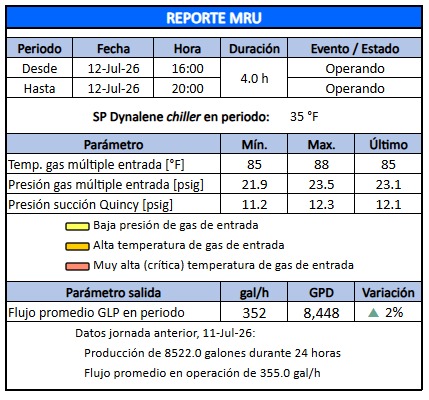 REPORTE MRU
Periodo Fecha Hora Duración Evento / Estado
Desde 12-Jul-26 16:00 4.0 h Operando
Hasta 12-Jul-26 20:00 Operando
SP Dynalene chiller en periodo: 35 °F
Parámetro Mín. Max. Último
Temp. gas múltiple entrada [°F] 85 88 85
Presión gas múltiple entrada [psig] 21.9 23.5 23.1
Presión succión Quincy [psig] 11.2 12.3 12.1
Baja presión de gas de entrada
Alta temperatura de gas de entrada
Muy alta (crítica) temperatura de gas de entrada
Parámetro salida gal/h GPD Variación
Flujo promedio GLP en periodo 352 8,448 ▲ 2%
Datos jornada anterior, 11-Jul-26:
Producción de 8522.0 galones durante 24 horas
Flujo promedio en operación de 355.0 gal/h